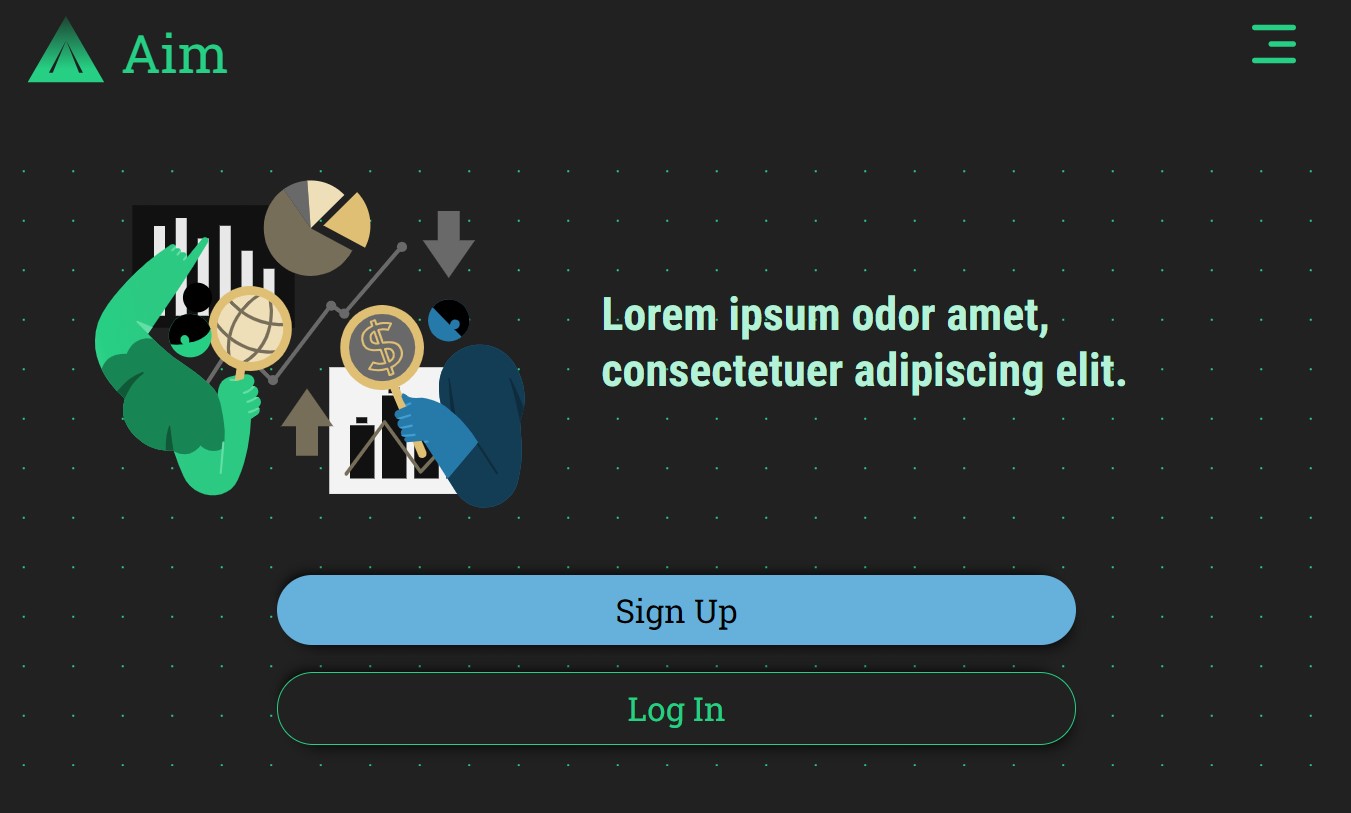 Aim
$
Lorem ipsum odor amet,
consectetuer adipiscing elit.
Sign Up
Log In